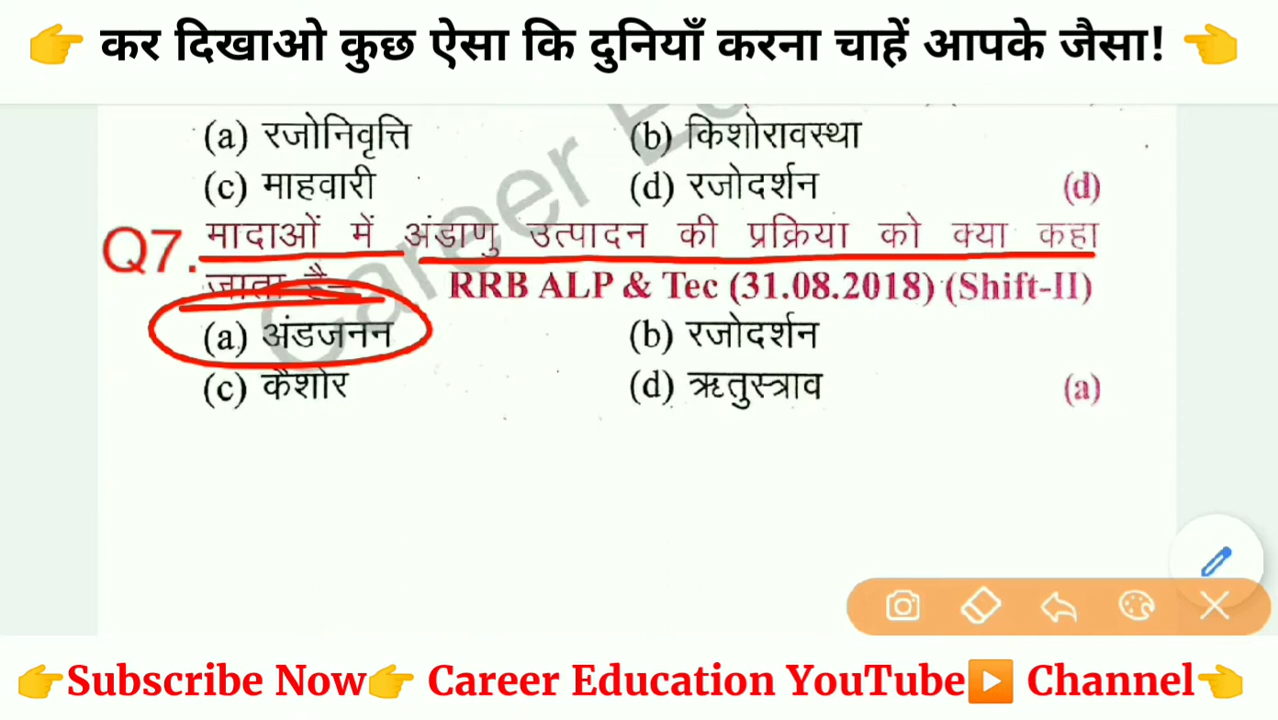 👉 कर दिखाओ कुछ ऐसा कि दुनियाँ करना चाहें आपके जैसा! 👈
(a) रजोनिवृत्ति (b) किशोरावस्था
(c) माहवारी (d) रजोदर्शन (d)
Q7. मादाओं में अंडाणु उत्पादन की प्रक्रिया को क्या कहा
जाता है– RRB ALP & Tec (31.08.2018) (Shift-II)
(a) अंडजनन (b) रजोदर्शन
(c) कैशोर (d) ऋतुस्त्राव (a)
Career
👉Subscribe Now👉 Career Education YouTube▶️ Channel👈